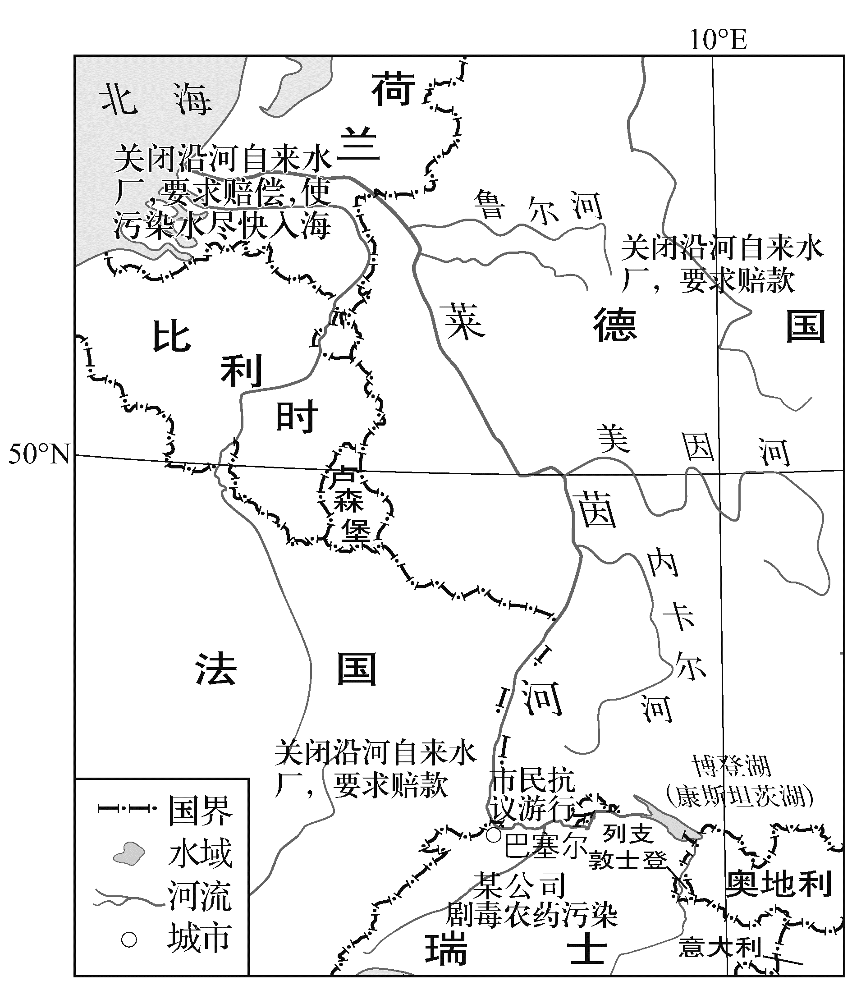 10°E
北海
荷兰
关闭沿河自来水
厂,要求赔偿,使
污染水尽快入海
鲁尔河
关闭沿河自来水
厂，要求赔款
莱茵河
德国
比利时
美因河
50°N
卢森堡
内卡尔河
法国
关闭沿河自来水
厂，要求赔款
市民抗
议游行
博登湖
(康斯坦茨湖)
巴塞尔
列支
敦士登
某公司
剧毒农药污染
奥地利
瑞士
意大利
国界
水域
河流
城市